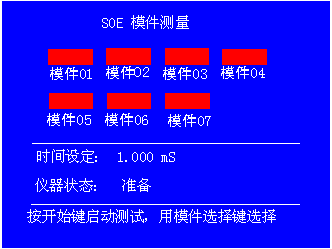 SOE 模件测量
模件01 模件02 模件03 模件04
模件05 模件06 模件07
时间设定: 1.000 mS
仪器状态: 准备
按开始键启动测试, 用模件选择键选择